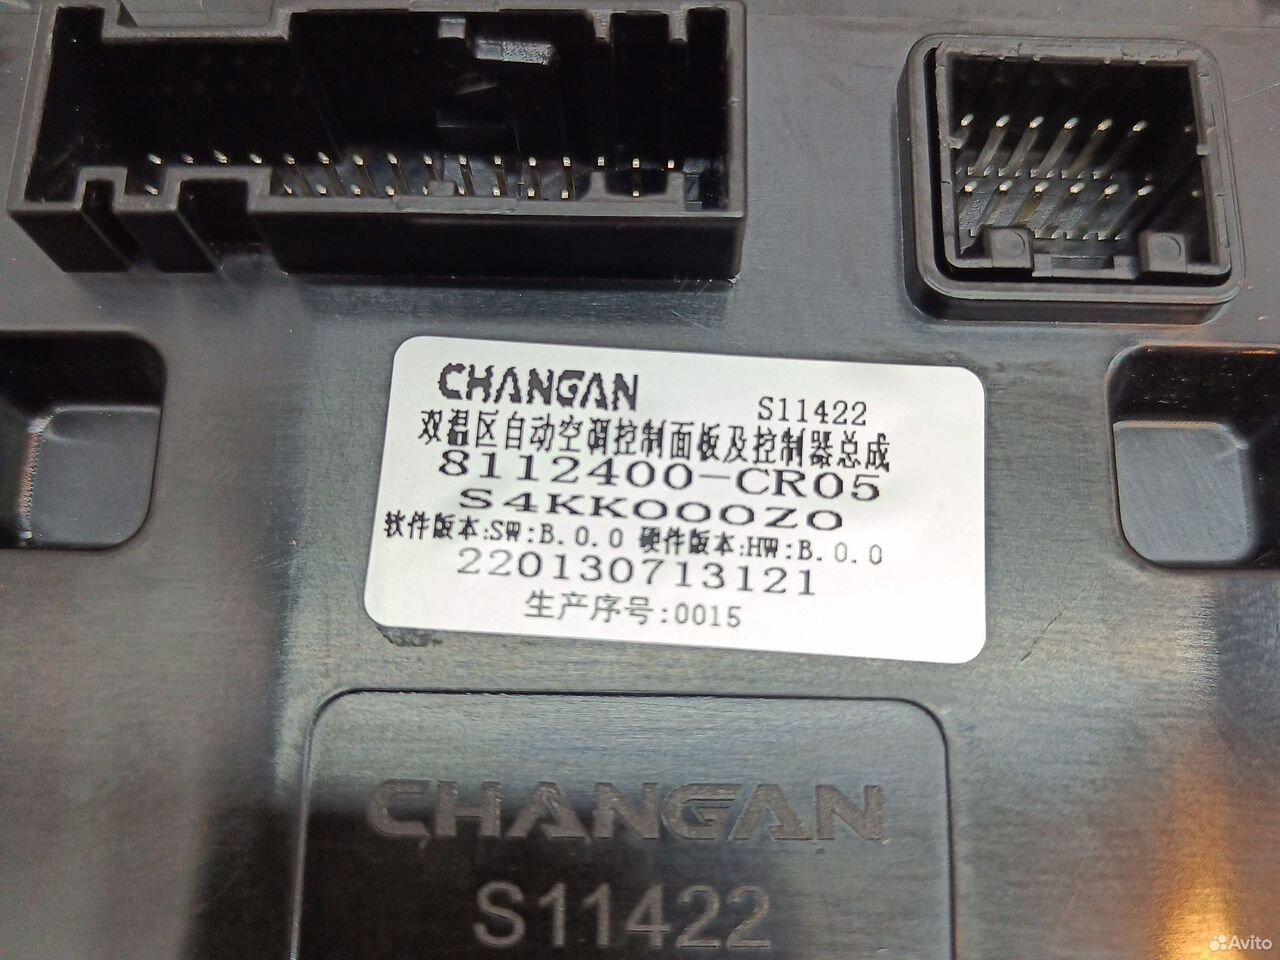 CHANGAN
S11422
双温区自动空调控制面板及控制器总成
8112400-CR05
S4KK000Z0
软件版本:SW:B.0.0 硬件版本:HW:B.0.0
220130713121
生产序号:0015
CHANGAN
S11422
Avito